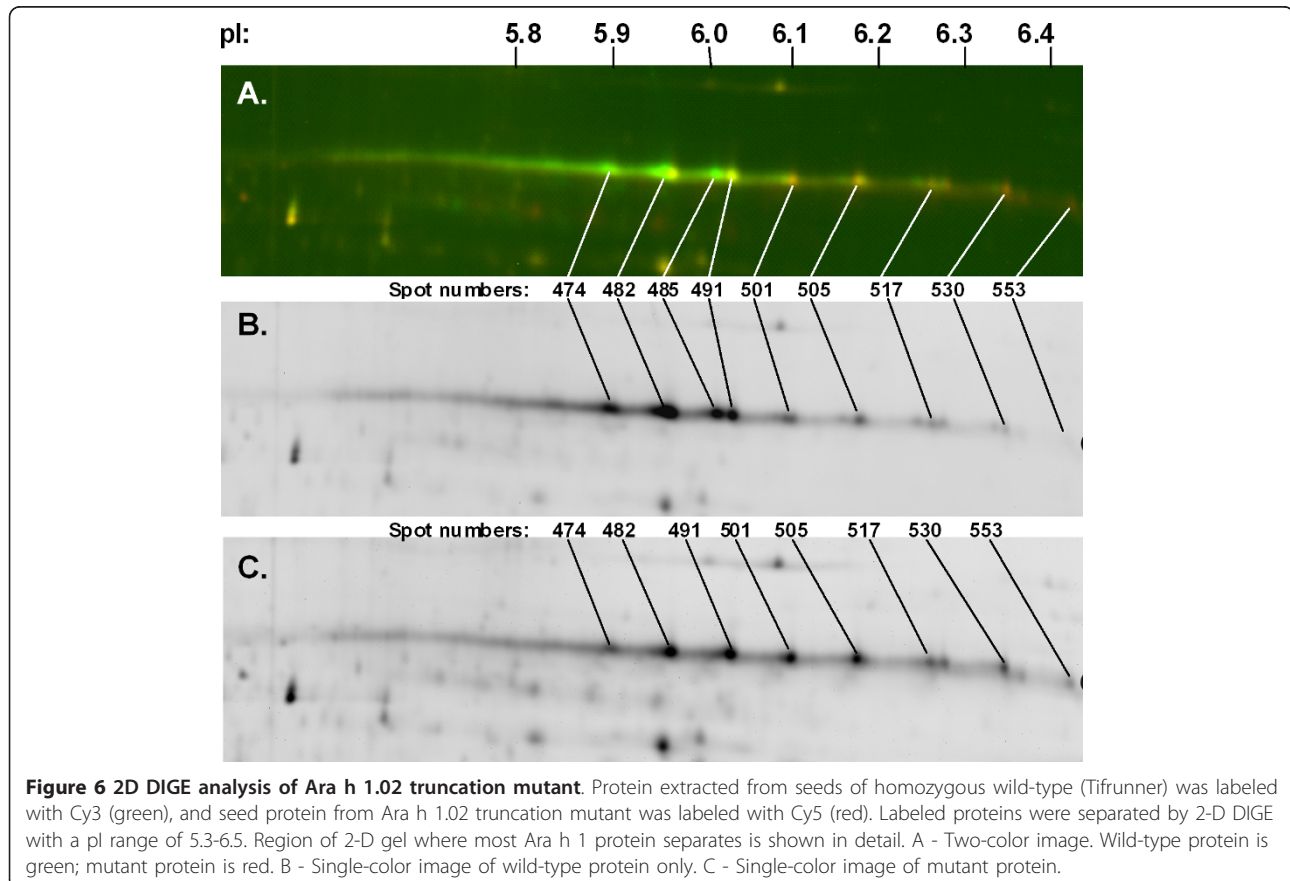 pI: 5.8 5.9 6.0 6.1 6.2 6.3 6.4
A.
Spot numbers: 474 482 485 491 501 505 517 530 553
B.
Spot numbers: 474 482 491 501 505 517 530 553
C.
Figure 6 2D DIGE analysis of Ara h 1.02 truncation mutant. Protein extracted from seeds of homozygous wild-type (Tifrunner) was labeled
with Cy3 (green), and seed protein from Ara h 1.02 truncation mutant was labeled with Cy5 (red). Labeled proteins were separated by 2-D DIGE
with a pI range of 5.3-6.5. Region of 2-D gel where most Ara h 1 protein separates is shown in detail. A - Two-color image. Wild-type protein is
green; mutant protein is red. B - Single-color image of wild-type protein only. C - Single-color image of mutant protein.